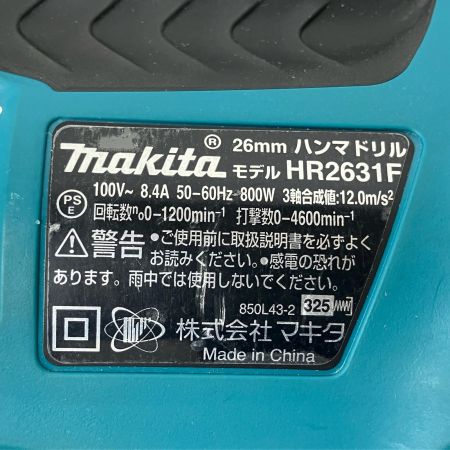 makita® 26mm ハンマドリル
モデル HR2631F
100V~ 8.4A 50-60Hz 800W 3軸合成値:12.0m/s²
PS E 回転数n₀0-1200min⁻¹ 打撃数0-4600min⁻¹
警告 ●ご使用前に取扱説明書を必ずよく
お読みください。 ●感電の恐れが
あります。雨中では使用しないでください。
850L43-2 325
株式会社 マキタ
Made in China